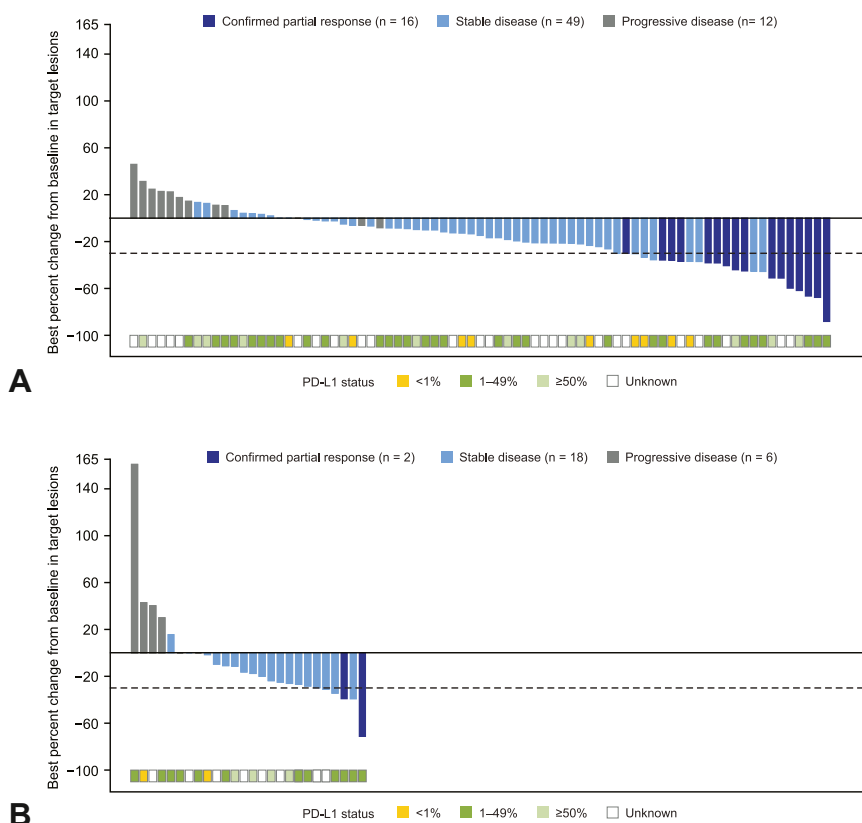 165
Confirmed partial response (n = 16) Stable disease (n = 49) Progressive disease (n= 12)
140
100
60
20
−20
−60
−100
Best percent change from baseline in target lesions
A
PD-L1 status <1% 1–49% ≥50% Unknown
165
Confirmed partial response (n = 2) Stable disease (n = 18) Progressive disease (n = 6)
140
100
60
20
−20
−60
−100
Best percent change from baseline in target lesions
B
PD-L1 status <1% 1–49% ≥50% Unknown